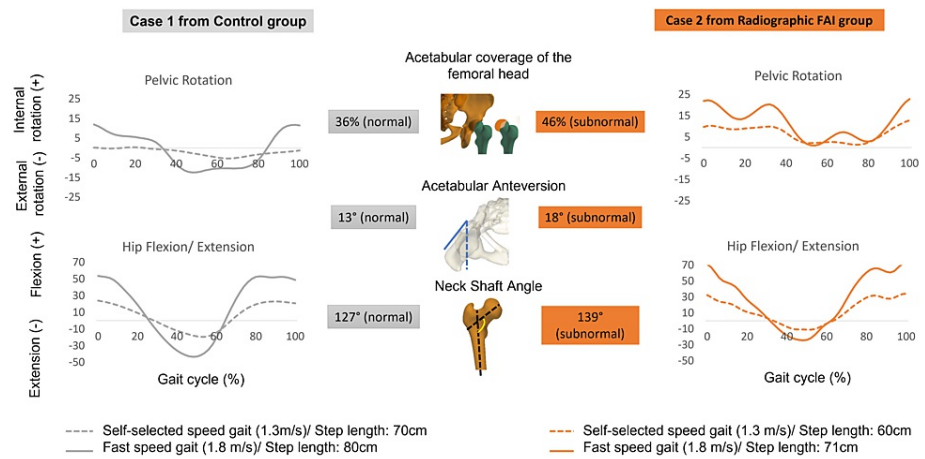 Case 1 from Control group
Case 2 from Radiographic FAI group
Acetabular coverage of the
femoral head
Pelvic Rotation
Internal
rotation (+)
External
rotation (-)
25
15
5
-5
-15
-25
0
20
40
60
80
100
36% (normal)
46% (subnormal)
Pelvic Rotation
25
15
5
-5
-15
-25
0
20
40
60
80
100
Acetabular Anteversion
13° (normal)
18° (subnormal)
Hip Flexion/ Extension
Flexion (+)
Extension (-)
70
50
30
10
-10
-30
-50
0
20
40
60
80
100
Gait cycle (%)
Neck Shaft Angle
127° (normal)
139°
(subnormal)
Hip Flexion/ Extension
70
50
30
10
-10
-30
-50
0
20
40
60
80
100
Gait cycle (%)
Self-selected speed gait (1.3m/s)/ Step length: 70cm
Fast speed gait (1.8 m/s)/ Step length: 80cm
Self-selected speed gait (1.3 m/s)/ Step length: 60cm
Fast speed gait (1.8 m/s)/ Step length: 71cm